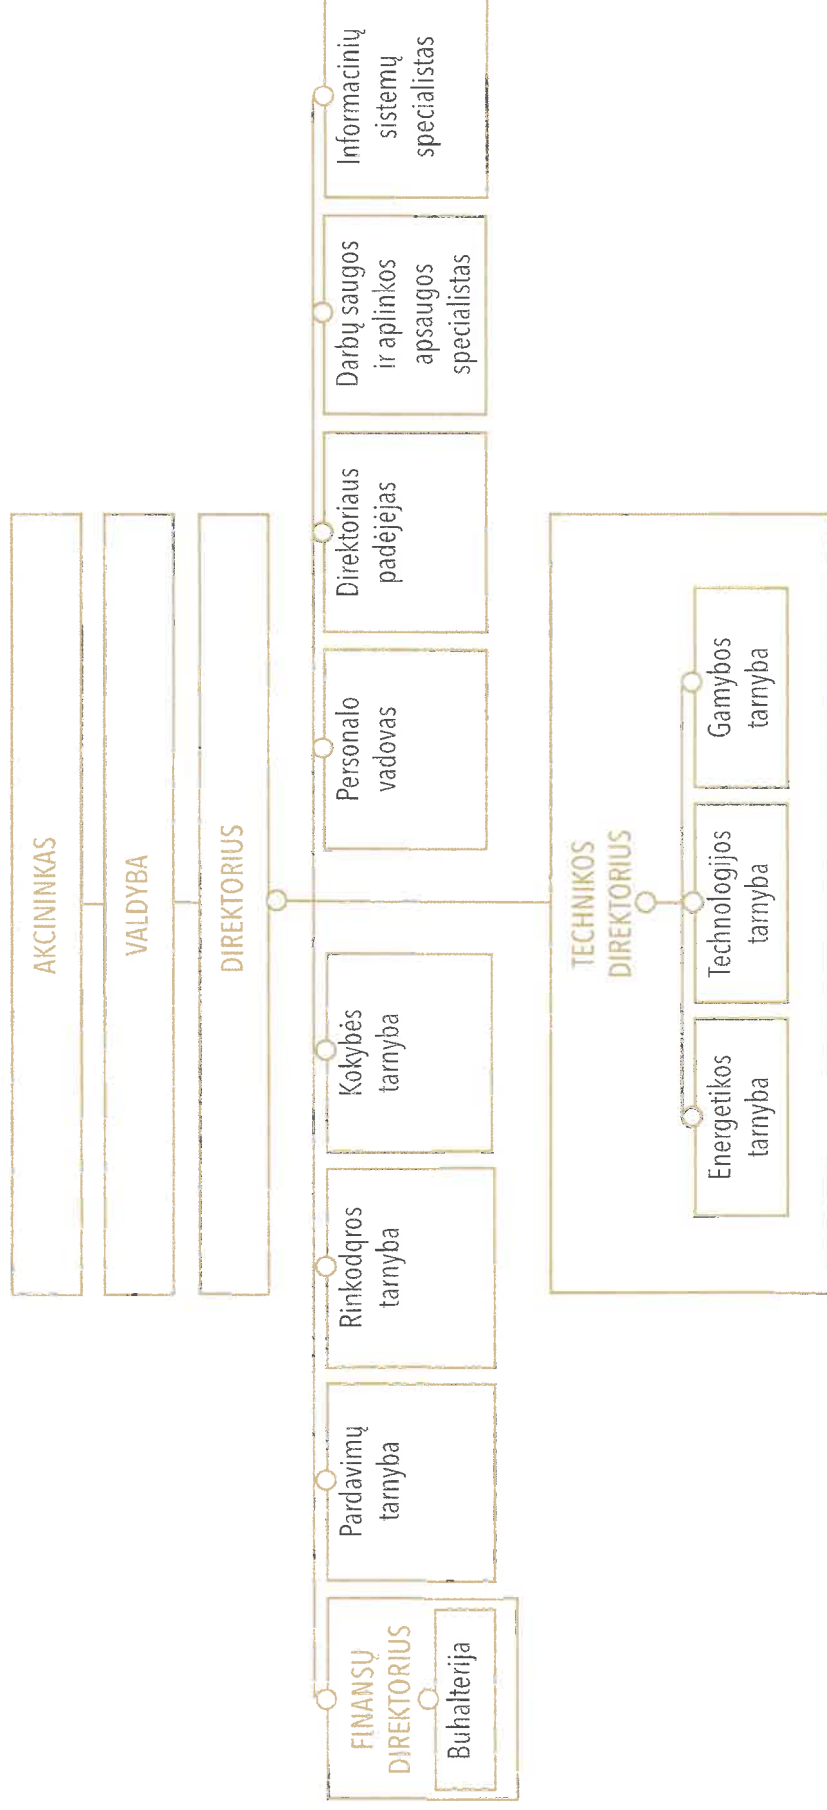 AKCININKAS
VALDYBA
DIREKTORIUS
FINANSŲ
DIREKTORIUS
Buhalterija
Pardavimų
tarnyba
Rinkodqros
tarnyba
Kokybės
tarnyba
Personalo
vadovas
Direktoriaus
padėjėjas
Darbų saugos
ir aplinkos
apsaugos
specialistas
Informacinių
sistemų
specialistas
TECHNIKOS
DIREKTORIUS
Energetikos
tarnyba
Technologijos
tarnyba
Gamybos
tarnyba